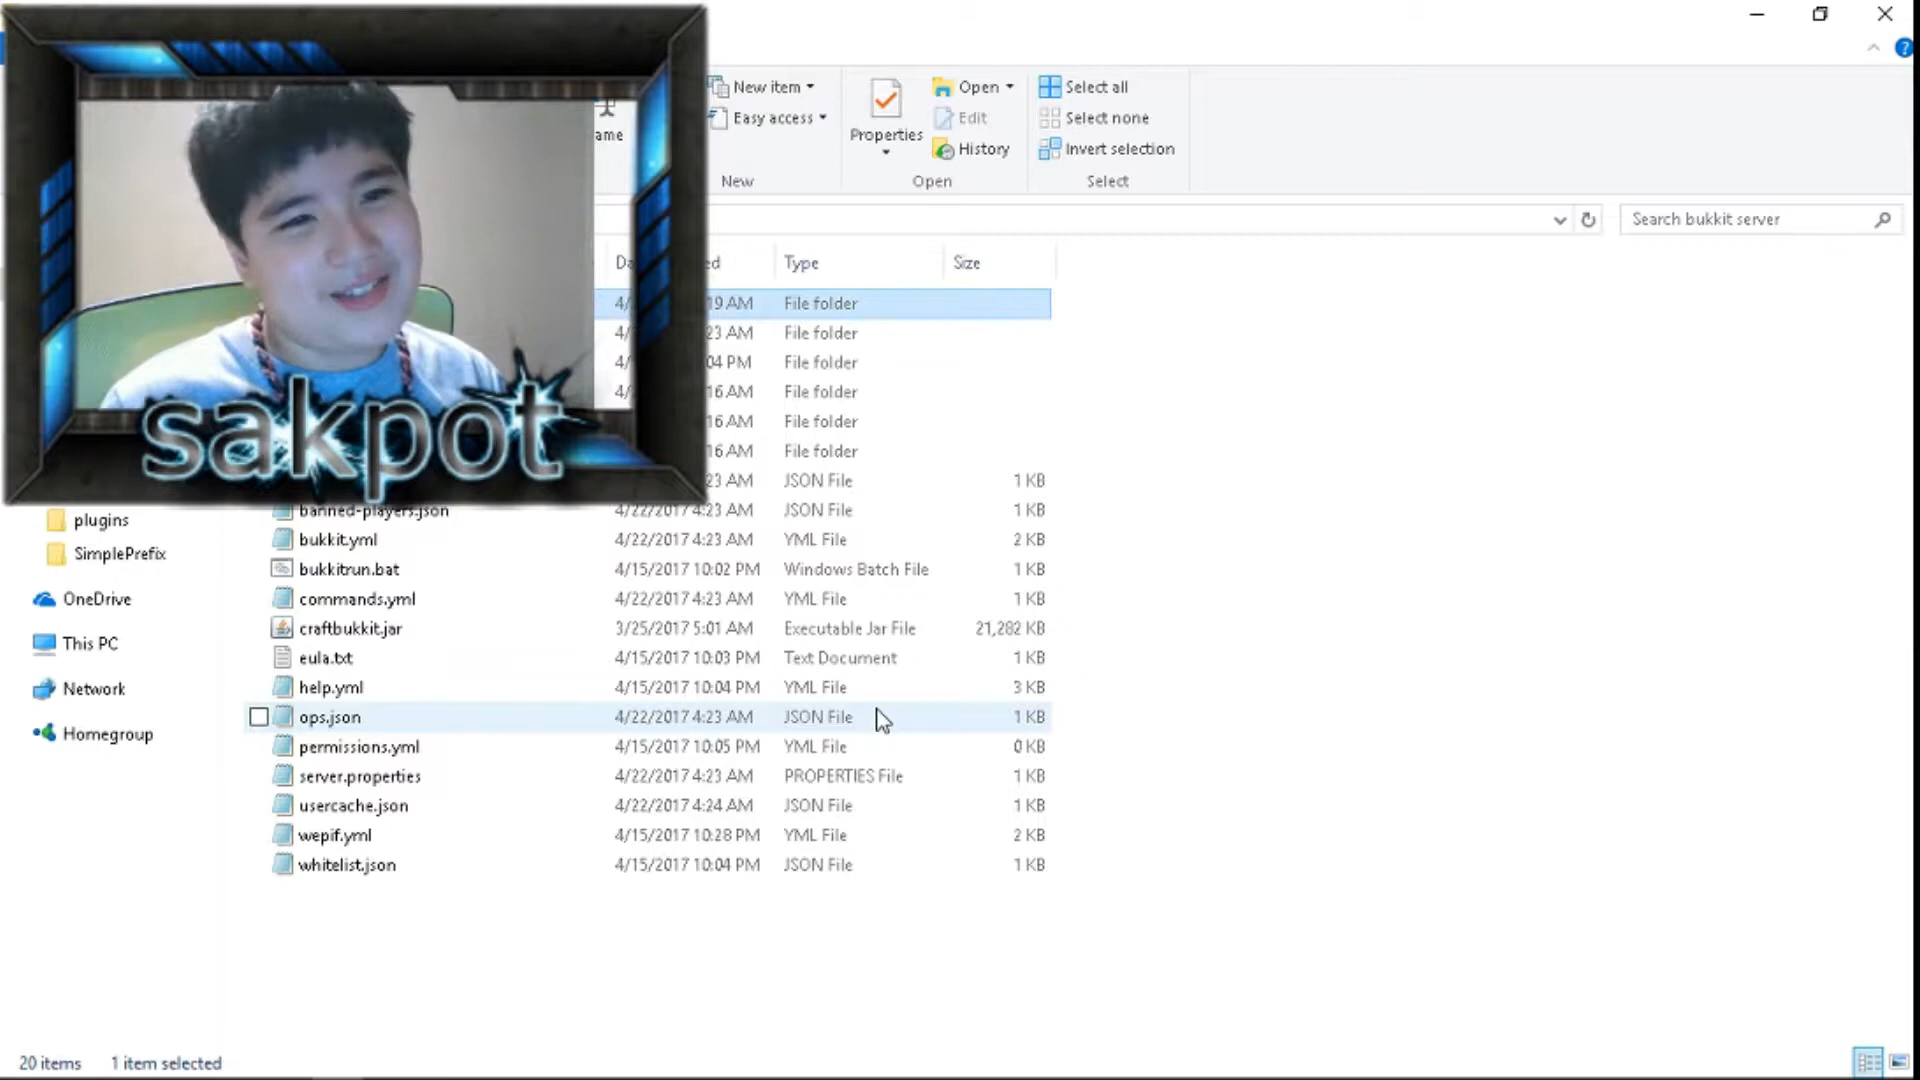 New item
Easy access
ame
Properties
Open
Edit
History
Select all
Select none
Invert selection
New
Open
Select
Search bukkit server
Type
Size
19 AM File folder
23 AM File folder
04 PM File folder
16 AM File folder
16 AM File folder
16 AM File folder
sakpot
23 AM JSON File 1 KB
banned-players.json 4/22/2017 4:23 AM JSON File 1 KB
plugins
bukkit.yml 4/22/2017 4:23 AM YML File 2 KB
SimplePrefix
bukkitrun.bat 4/15/2017 10:02 PM Windows Batch File 1 KB
OneDrive
commands.yml 4/22/2017 4:23 AM YML File 1 KB
craftbukkit.jar 3/25/2017 5:01 AM Executable Jar File 21,282 KB
This PC
eula.txt 4/15/2017 10:03 PM Text Document 1 KB
Network
help.yml 4/15/2017 10:04 PM YML File 3 KB
ops.json 4/22/2017 4:23 AM JSON File 1 KB
Homegroup
permissions.yml 4/15/2017 10:05 PM YML File 0 KB
server.properties 4/22/2017 4:23 AM PROPERTIES File 1 KB
usercache.json 4/22/2017 4:24 AM JSON File 1 KB
wepif.yml 4/15/2017 10:28 PM YML File 2 KB
whitelist.json 4/15/2017 10:04 PM JSON File 1 KB
20 items 1 item selected